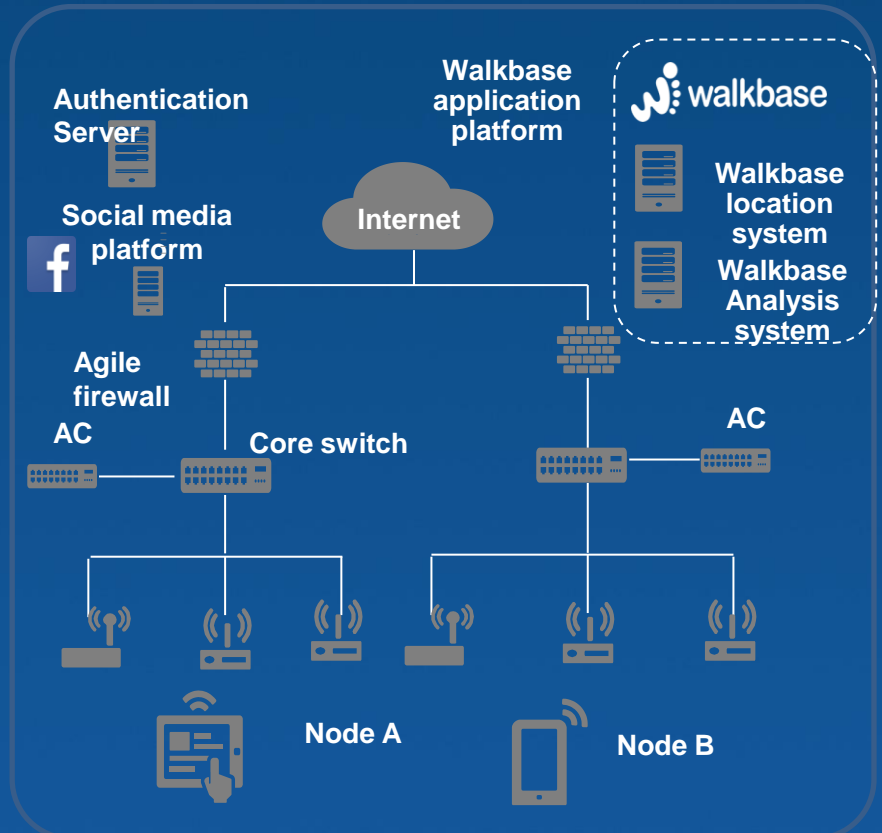 Authentication
Server
Social media
platform
f
Walkbase
application
platform
walkbase
Walkbase
location
system
Walkbase
Analysis
system
Internet
Agile
firewall
AC
Core switch
AC
Node A
Node B